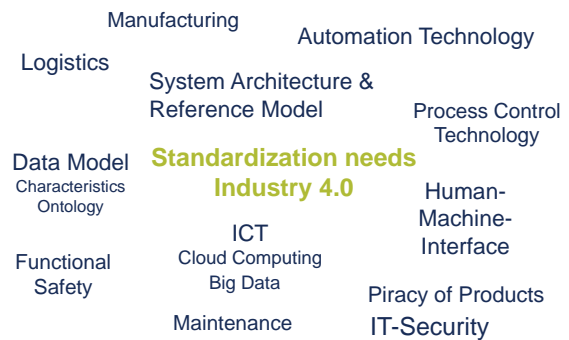 Manufacturing
Automation Technology
Logistics
System Architecture &
Reference Model
Process Control
Technology
Data Model
Characteristics
Ontology
Standardization needs
Industry 4.0
Human-
Machine-
Interface
ICT
Cloud Computing
Big Data
Functional
Safety
Piracy of Products
Maintenance
IT-Security